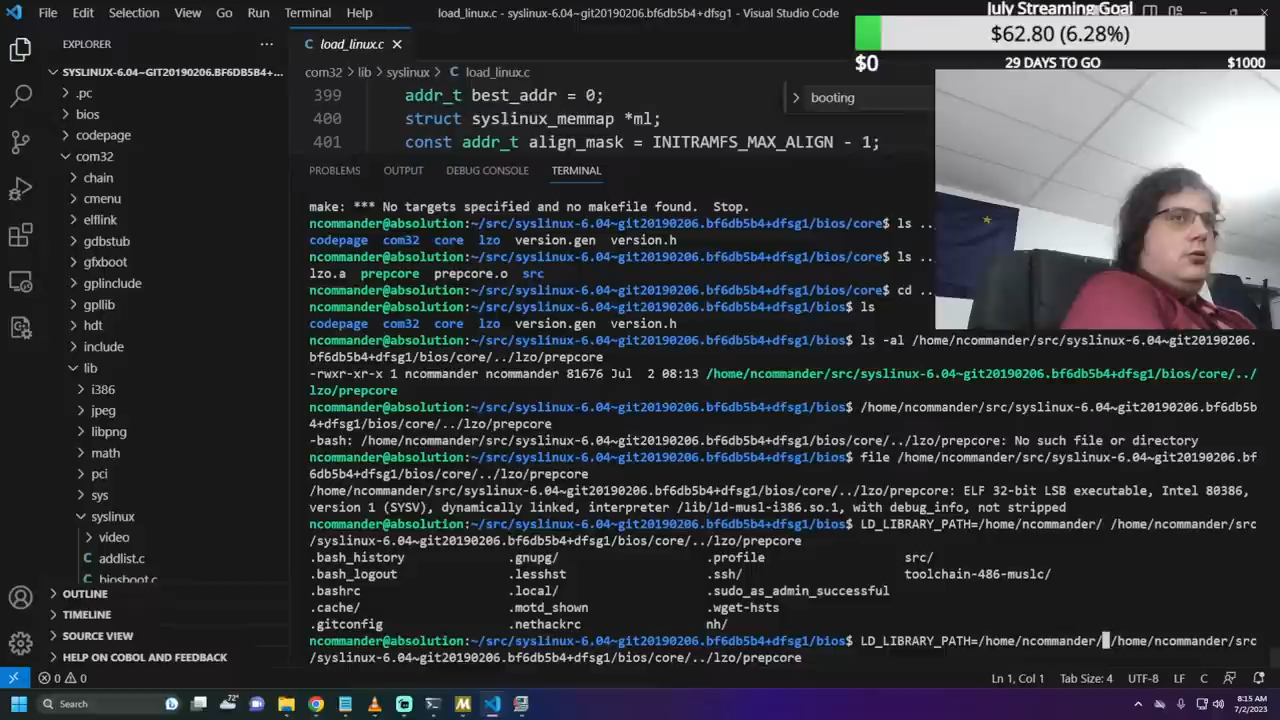 File Edit Selection View Go Run Terminal Help
load_linux.c - syslinux-6.04~git20190206.bf6db5b4+dfsg1 - Visual Studio Code
July Streaming Goal
$62.80 (6.28%)
$0 29 DAYS TO GO $1000
EXPLORER
SYSLINUX-6.04~GIT20190206.BF6DB5B4+...
.pc
bios
codepage
com32
chain
cmenu
elflink
gdbstub
gfxboot
gplinclude
gpllib
hdt
include
lib
i386
jpeg
libpng
math
pci
sys
syslinux
video
addlist.c
biosboot.c
OUTLINE
TIMELINE
SOURCE VIEW
HELP ON COBOL AND FEEDBACK
load_linux.c
com32 > lib > syslinux > load_linux.c
booting
399 addr_t best_addr = 0;
400 struct syslinux_memmap *ml;
401 const addr_t align_mask = INITRAMFS_MAX_ALIGN - 1;
PROBLEMS OUTPUT DEBUG CONSOLE TERMINAL
make: *** No targets specified and no makefile found. Stop.
ncommander@absolution:~/src/syslinux-6.04~git20190206.bf6db5b4+dfsg1/bios/core$ ls ..
codepage com32 core lzo version.gen version.h
ncommander@absolution:~/src/syslinux-6.04~git20190206.bf6db5b4+dfsg1/bios/core$ ls ..
lzo.a prepcore prepcore.o src
ncommander@absolution:~/src/syslinux-6.04~git20190206.bf6db5b4+dfsg1/bios/core$ cd ..
ncommander@absolution:~/src/syslinux-6.04~git20190206.bf6db5b4+dfsg1/bios$ ls
codepage com32 core lzo version.gen version.h
ncommander@absolution:~/src/syslinux-6.04~git20190206.bf6db5b4+dfsg1/bios$ ls -al /home/ncommander/src/syslinux-6.04~git20190206.
bf6db5b4+dfsg1/bios/core/../lzo/prepcore
-rwxr-xr-x 1 ncommander ncommander 81676 Jul 2 08:13 /home/ncommander/src/syslinux-6.04~git20190206.bf6db5b4+dfsg1/bios/core/../
lzo/prepcore
ncommander@absolution:~/src/syslinux-6.04~git20190206.bf6db5b4+dfsg1/bios$ /home/ncommander/src/syslinux-6.04~git20190206.bf6db5b
4+dfsg1/bios/core/../lzo/prepcore
-bash: /home/ncommander/src/syslinux-6.04~git20190206.bf6db5b4+dfsg1/bios/core/../lzo/prepcore: No such file or directory
ncommander@absolution:~/src/syslinux-6.04~git20190206.bf6db5b4+dfsg1/bios$ file /home/ncommander/src/syslinux-6.04~git20190206.bf
6db5b4+dfsg1/bios/core/../lzo/prepcore
/home/ncommander/src/syslinux-6.04~git20190206.bf6db5b4+dfsg1/bios/core/../lzo/prepcore: ELF 32-bit LSB executable, Intel 80386,
version 1 (SYSV), dynamically linked, interpreter /lib/ld-musl-i386.so.1, with debug_info, not stripped
ncommander@absolution:~/src/syslinux-6.04~git20190206.bf6db5b4+dfsg1/bios$ LD_LIBRARY_PATH=/home/ncommander/ /home/ncommander/src
/syslinux-6.04~git20190206.bf6db5b4+dfsg1/bios/core/../lzo/prepcore
.bash_history .gnupg/ .profile src/
.bash_logout .lesshst .ssh/ toolchain-486-muslc/
.bashrc .local/ .sudo_as_admin_successful
.cache/ .motd_shown .wget-hsts
.gitconfig .nethackrc nh/
ncommander@absolution:~/src/syslinux-6.04~git20190206.bf6db5b4+dfsg1/bios$ LD_LIBRARY_PATH=/home/ncommander/ /home/ncommander/src
/syslinux-6.04~git20190206.bf6db5b4+dfsg1/bios/core/../lzo/prepcore
0 0 Ln 1, Col 1 Tab Size: 4 UTF-8 LF C
Search 72° 8:15 AM
7/2/2023